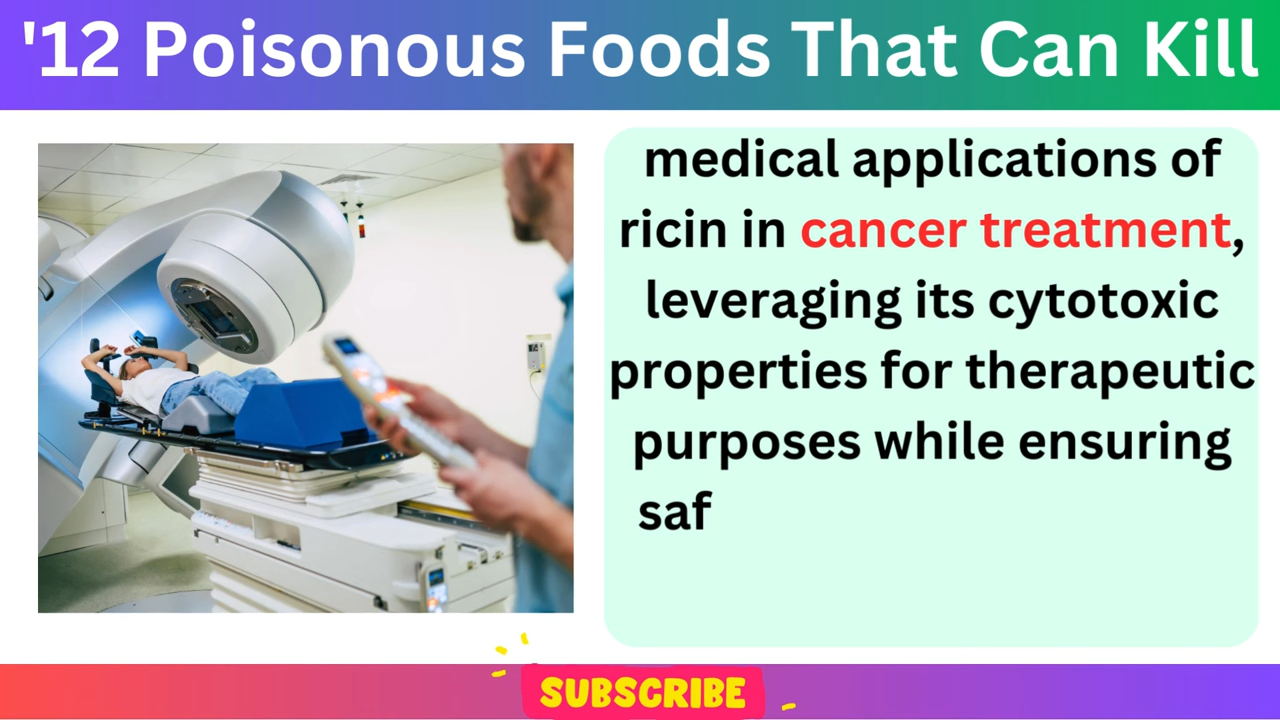 '12 Poisonous Foods That Can Kill
medical applications of
ricin in cancer treatment,
leveraging its cytotoxic
properties for therapeutic
purposes while ensuring
saf
SUBSCRIBE